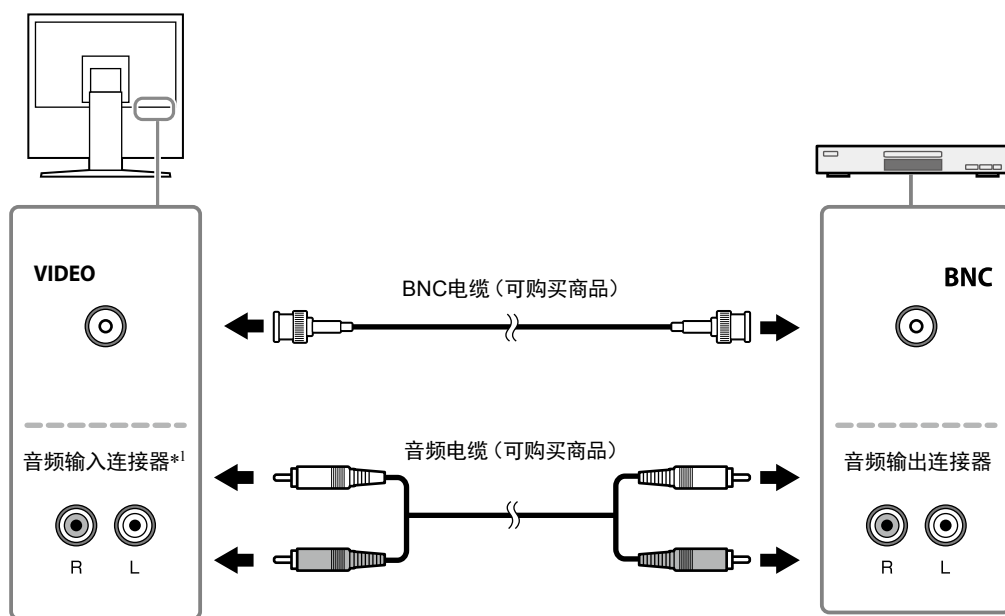 VIDEO
BNC电缆（可购买商品）
BNC
音频输入连接器*1
音频电缆（可购买商品）
音频输出连接器
R L
R L